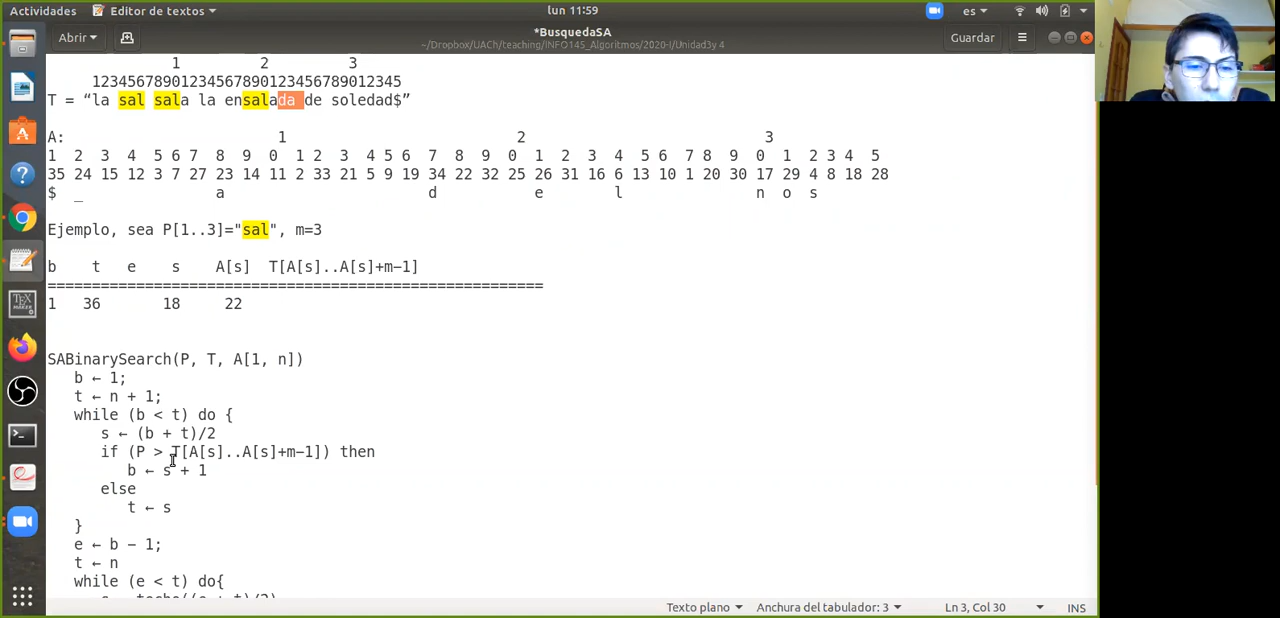 Actividades Editor de textos lun 11:59 es
Abrir *BusquedaSA Guardar
~/Dropbox/UACh/teaching/INFO145_Algoritmos/2020-I/Unidad3y 4
1 2 3
12345678901234567890123456789012345
T = “la sal sala la ensalada de soledad$”
A: 1 2 3
1 2 3 4 5 6 7 8 9 0 1 2 3 4 5 6 7 8 9 0 1 2 3 4 5 6 7 8 9 0 1 2 3 4 5
35 24 15 12 3 7 27 23 14 11 2 33 21 5 9 19 34 22 32 25 26 31 16 6 13 10 1 20 30 17 29 4 8 18 28
$ _ a d e l n o s
Ejemplo, sea P[1..3]="sal", m=3
b t e s A[s] T[A[s]..A[s]+m−1]
========================================================
1 36 18 22
SABinarySearch(P, T, A[1, n])
b ← 1;
t ← n + 1;
while (b < t) do {
s ← (b + t)/2
if (P > T[A[s]..A[s]+m−1]) then
b ← s + 1
else
t ← s
}
e ← b − 1;
t ← n
while (e < t) do{
Texto plano Anchura del tabulador: 3 Ln 3, Col 30 INS